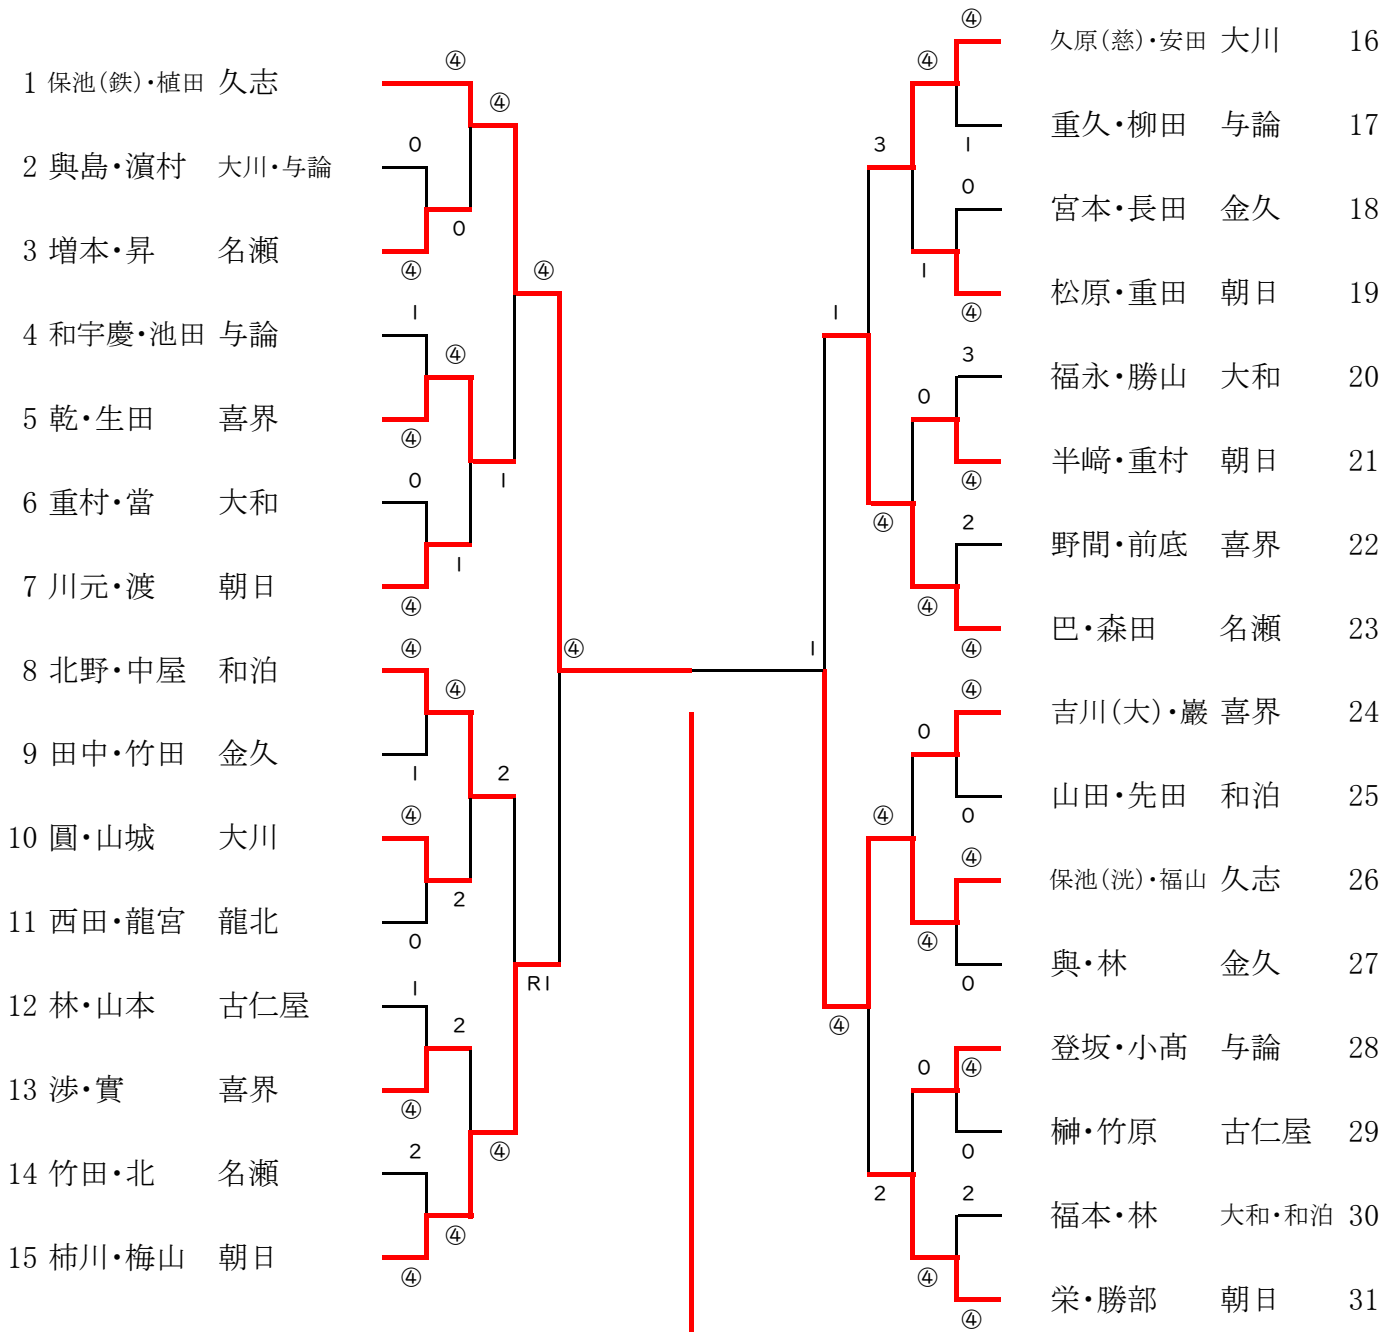 1 保池(鉄)・植田 久志
2 與島・濵村 大川・与論
3 増本・昇 名瀬
4 和宇慶・池田 与論
5 乾・生田 喜界
6 重村・當 大和
7 川元・渡 朝日
8 北野・中屋 和泊
9 田中・竹田 金久
10 圓・山城 大川
11 西田・龍宮 龍北
12 林・山本 古仁屋
13 渉・實 喜界
14 竹田・北 名瀬
15 柿川・梅山 朝日
④
④
0
0
④
④
1
④
④
1
0
1
④
④
④
④
1
2
④
2
0
R1
1
2
④
④
2
④
④
④
久原(慈)・安田 大川 16
重久・柳田 与論 17
宮本・長田 金久 18
松原・重田 朝日 19
福永・勝山 大和 20
半﨑・重村 朝日 21
野間・前底 喜界 22
巴・森田 名瀬 23
吉川(大)・巖 喜界 24
山田・先田 和泊 25
保池(洸)・福山 久志 26
與・林 金久 27
登坂・小髙 与論 28
榊・竹原 古仁屋 29
福本・林 大和・和泊 30
栄・勝部 朝日 31
④
④
1
3
0
1
④
1
3
0
④
④
2
④
④
1
④
0
0
④
④
④
0
④
0
④
0
2
2
④
④